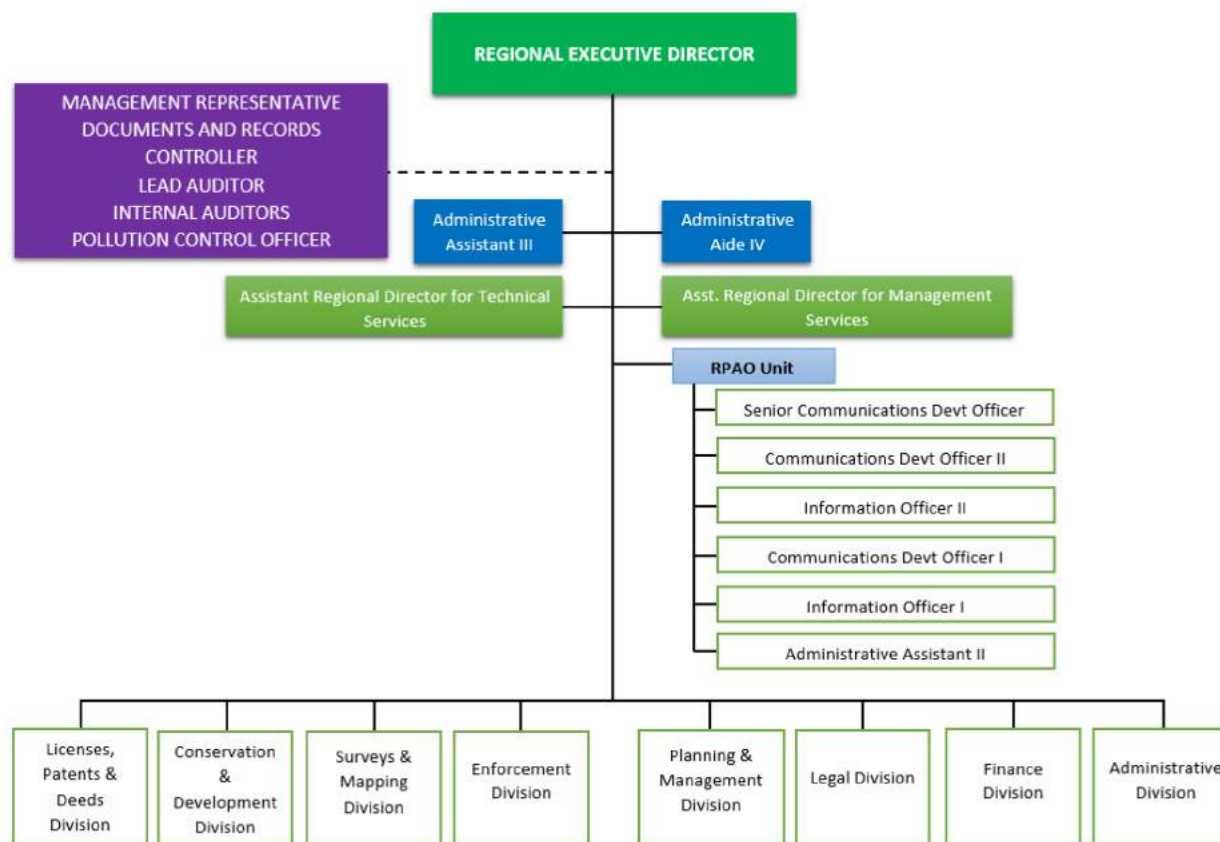 REGIONAL EXECUTIVE DIRECTOR
MANAGEMENT REPRESENTATIVE
DOCUMENTS AND RECORDS
CONTROLLER
LEAD AUDITOR
INTERNAL AUDITORS
POLLUTION CONTROL OFFICER
Administrative
Assistant III
Administrative
Aide IV
Assistant Regional Director for Technical
Services
Asst. Regional Director for Management
Services
RPAO Unit
Senior Communications Devt Officer
Communications Devt Officer II
Information Officer II
Communications Devt Officer I
Information Officer I
Administrative Assistant II
Licenses,
Patents &
Deeds
Division
Conservation
&
Development
Division
Surveys &
Mapping
Division
Enforcement
Division
Planning &
Management
Division
Legal Division
Finance
Division
Administrative
Division